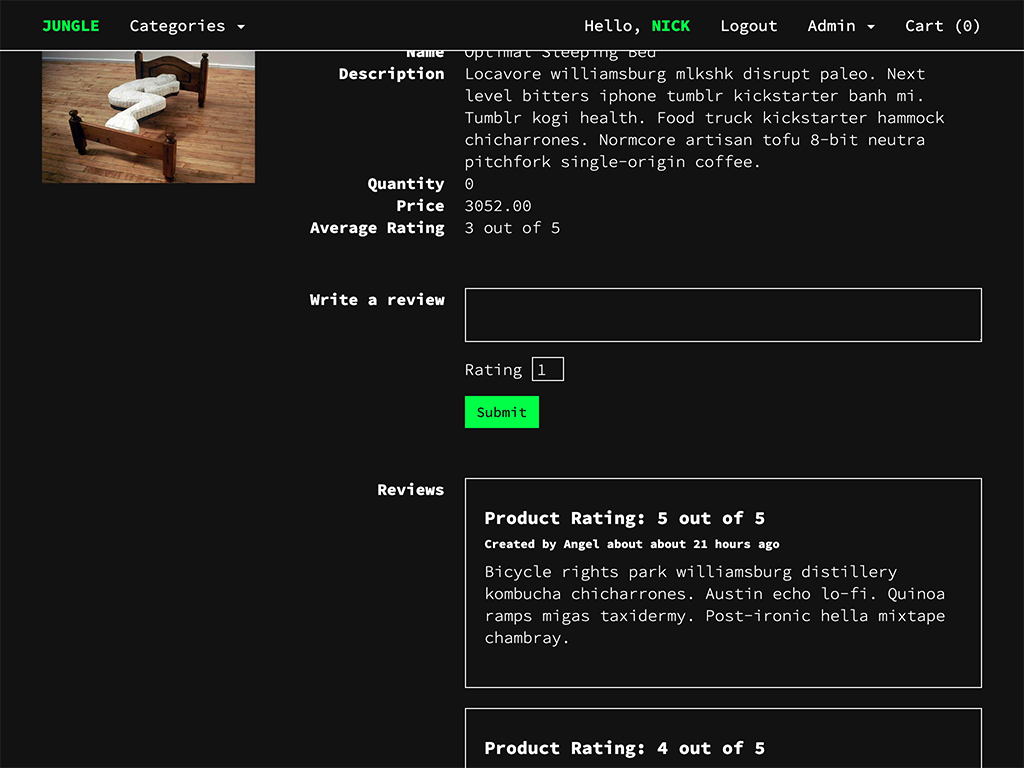 JUNGLE Categories Hello, NICK Logout Admin Cart (0)
Name Optimal Sleeping Bed
Description Locavore williamsburg mlkshk disrupt paleo. Next
level bitters iphone tumblr kickstarter banh mi.
Tumblr kogi health. Food truck kickstarter hammock
chicharrones. Normcore artisan tofu 8-bit neutra
pitchfork single-origin coffee.
Quantity 0
Price 3052.00
Average Rating 3 out of 5
Write a review
Rating 1
Submit
Reviews
Product Rating: 5 out of 5
Created by Angel about about 21 hours ago
Bicycle rights park williamsburg distillery
kombucha chicharrones. Austin echo lo-fi. Quinoa
ramps migas taxidermy. Post-ironic hella mixtape
chambray.
Product Rating: 4 out of 5